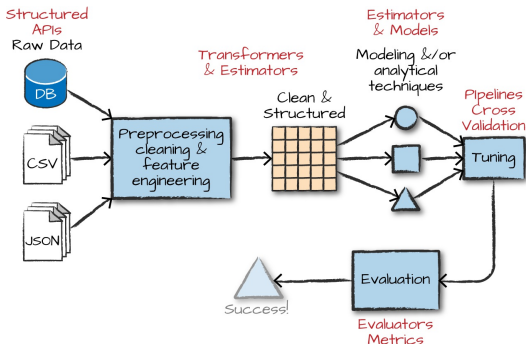 Structured
APIs
Raw Data
DB
CSV
JSON
Preprocessing
cleaning &
feature
engineering
Transformers
& Estimators
Clean &
Structured
Estimators
& Models
Modeling &/or
analytical
techniques
Pipelines
Cross
Validation
Tuning
Evaluation
Evaluators
Metrics
Success!